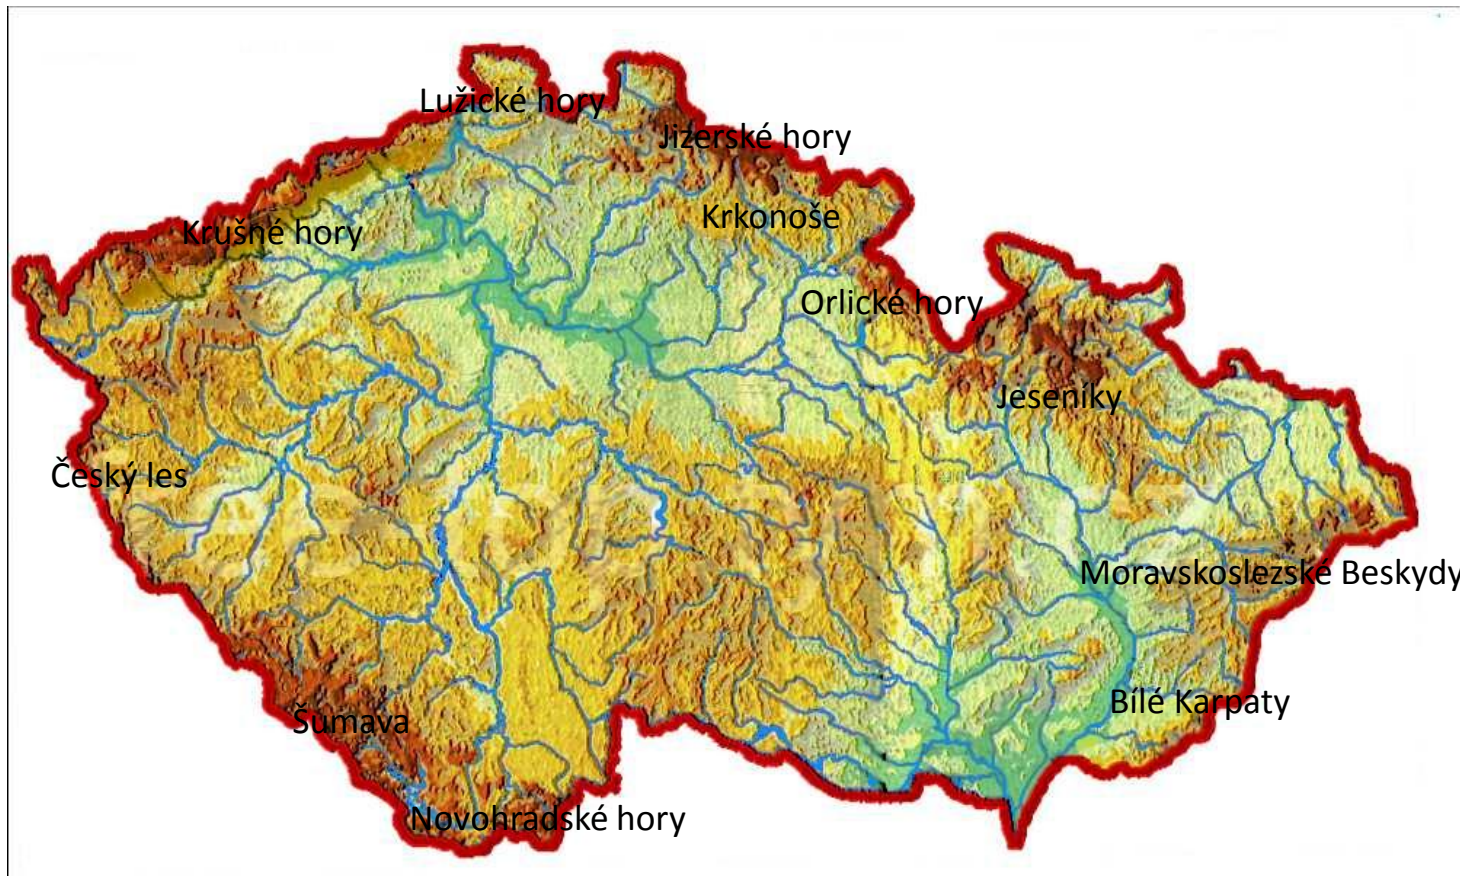 Lužické hory
Jizerské hory
Krkonoše
Krušné hory
Orlické hory
Jeseníky
Český les
Moravskoslezské Beskydy
Bílé Karpaty
Šumava
Novohradské hory